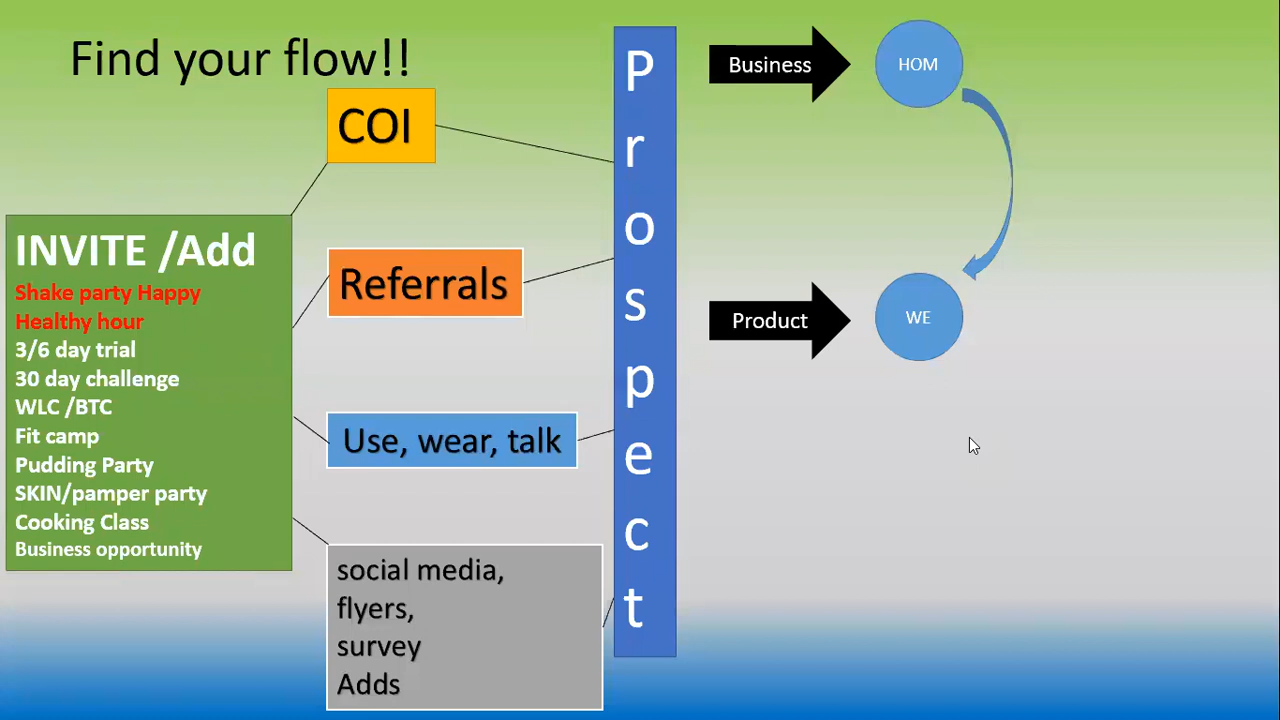 Find your flow!!
COI
INVITE /Add
Shake party Happy
Healthy hour
3/6 day trial
30 day challenge
WLC /BTC
Fit camp
Pudding Party
SKIN/pamper party
Cooking Class
Business opportunity
Referrals
Use, wear, talk
social media,
flyers,
survey
Adds
Prospect
Business
HOM
Product
WE